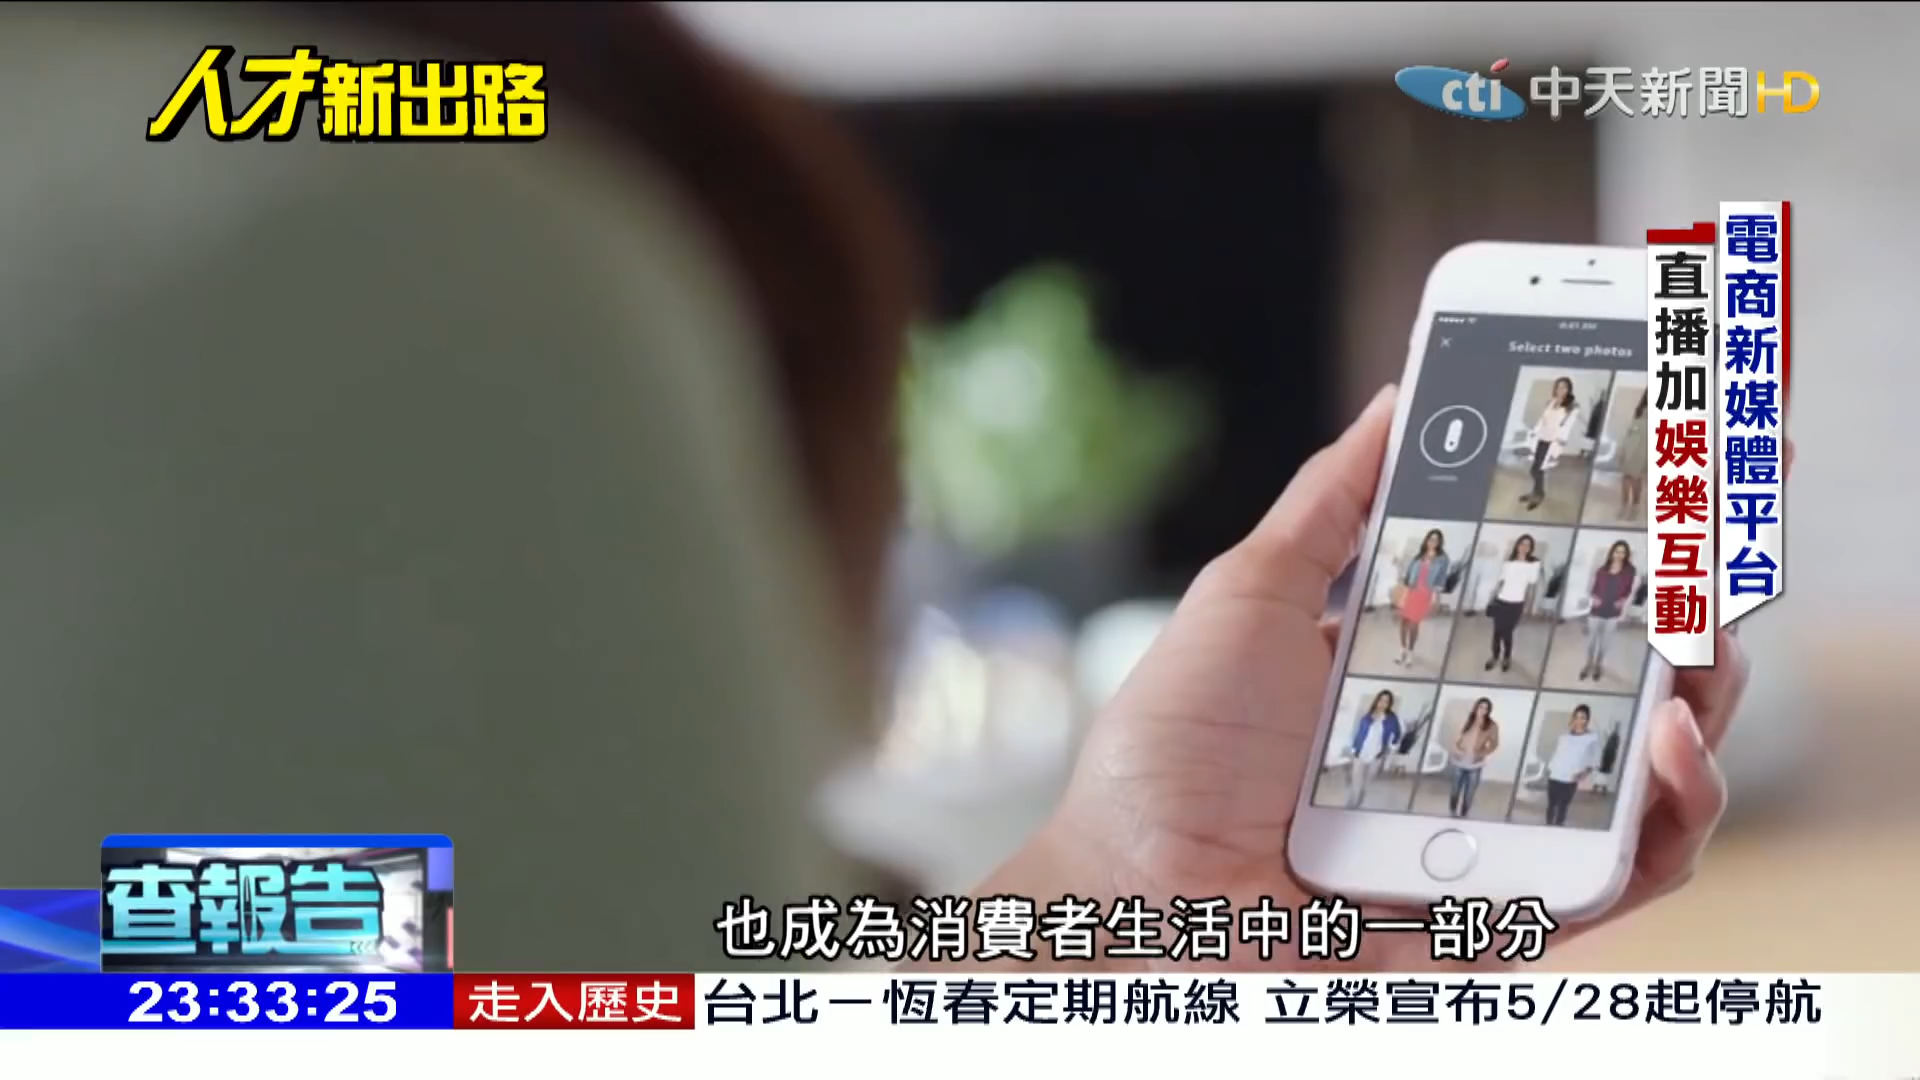 人才新出路
cti 中天新聞HD
電商新媒體平台
直播加娛樂互動
Select two photos
也成為消費者生活中的一部分
查報告
23:33:25
走入歷史
台北－恆春定期航線 立榮宣布5/28起停航